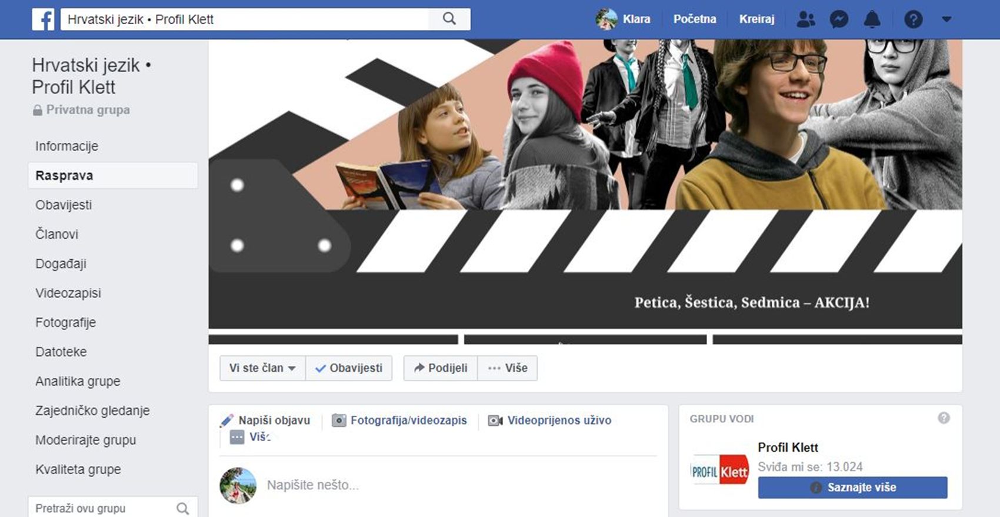 Hrvatski jezik • Profil Klett
Klara
Početna
Kreiraj
Hrvatski jezik •
Profil Klett
Privatna grupa
Informacije
Rasprava
Obavijesti
Članovi
Događaji
Videozapisi
Fotografije
Datoteke
Analitika grupe
Zajedničko gledanje
Moderirajte grupu
Kvaliteta grupe
Pretraži ovu grupu
Petica, Šestica, Sedmica – AKCIJA!
Vi ste član
Obavijesti
Podijeli
Više
Napiši objavu
Fotografija/videozapis
Videoprijenos uživo
Napišite nešto...
GRUPU VODI
PROFIL Klett
Profil Klett
Sviđa mi se: 13.024
Saznajte više